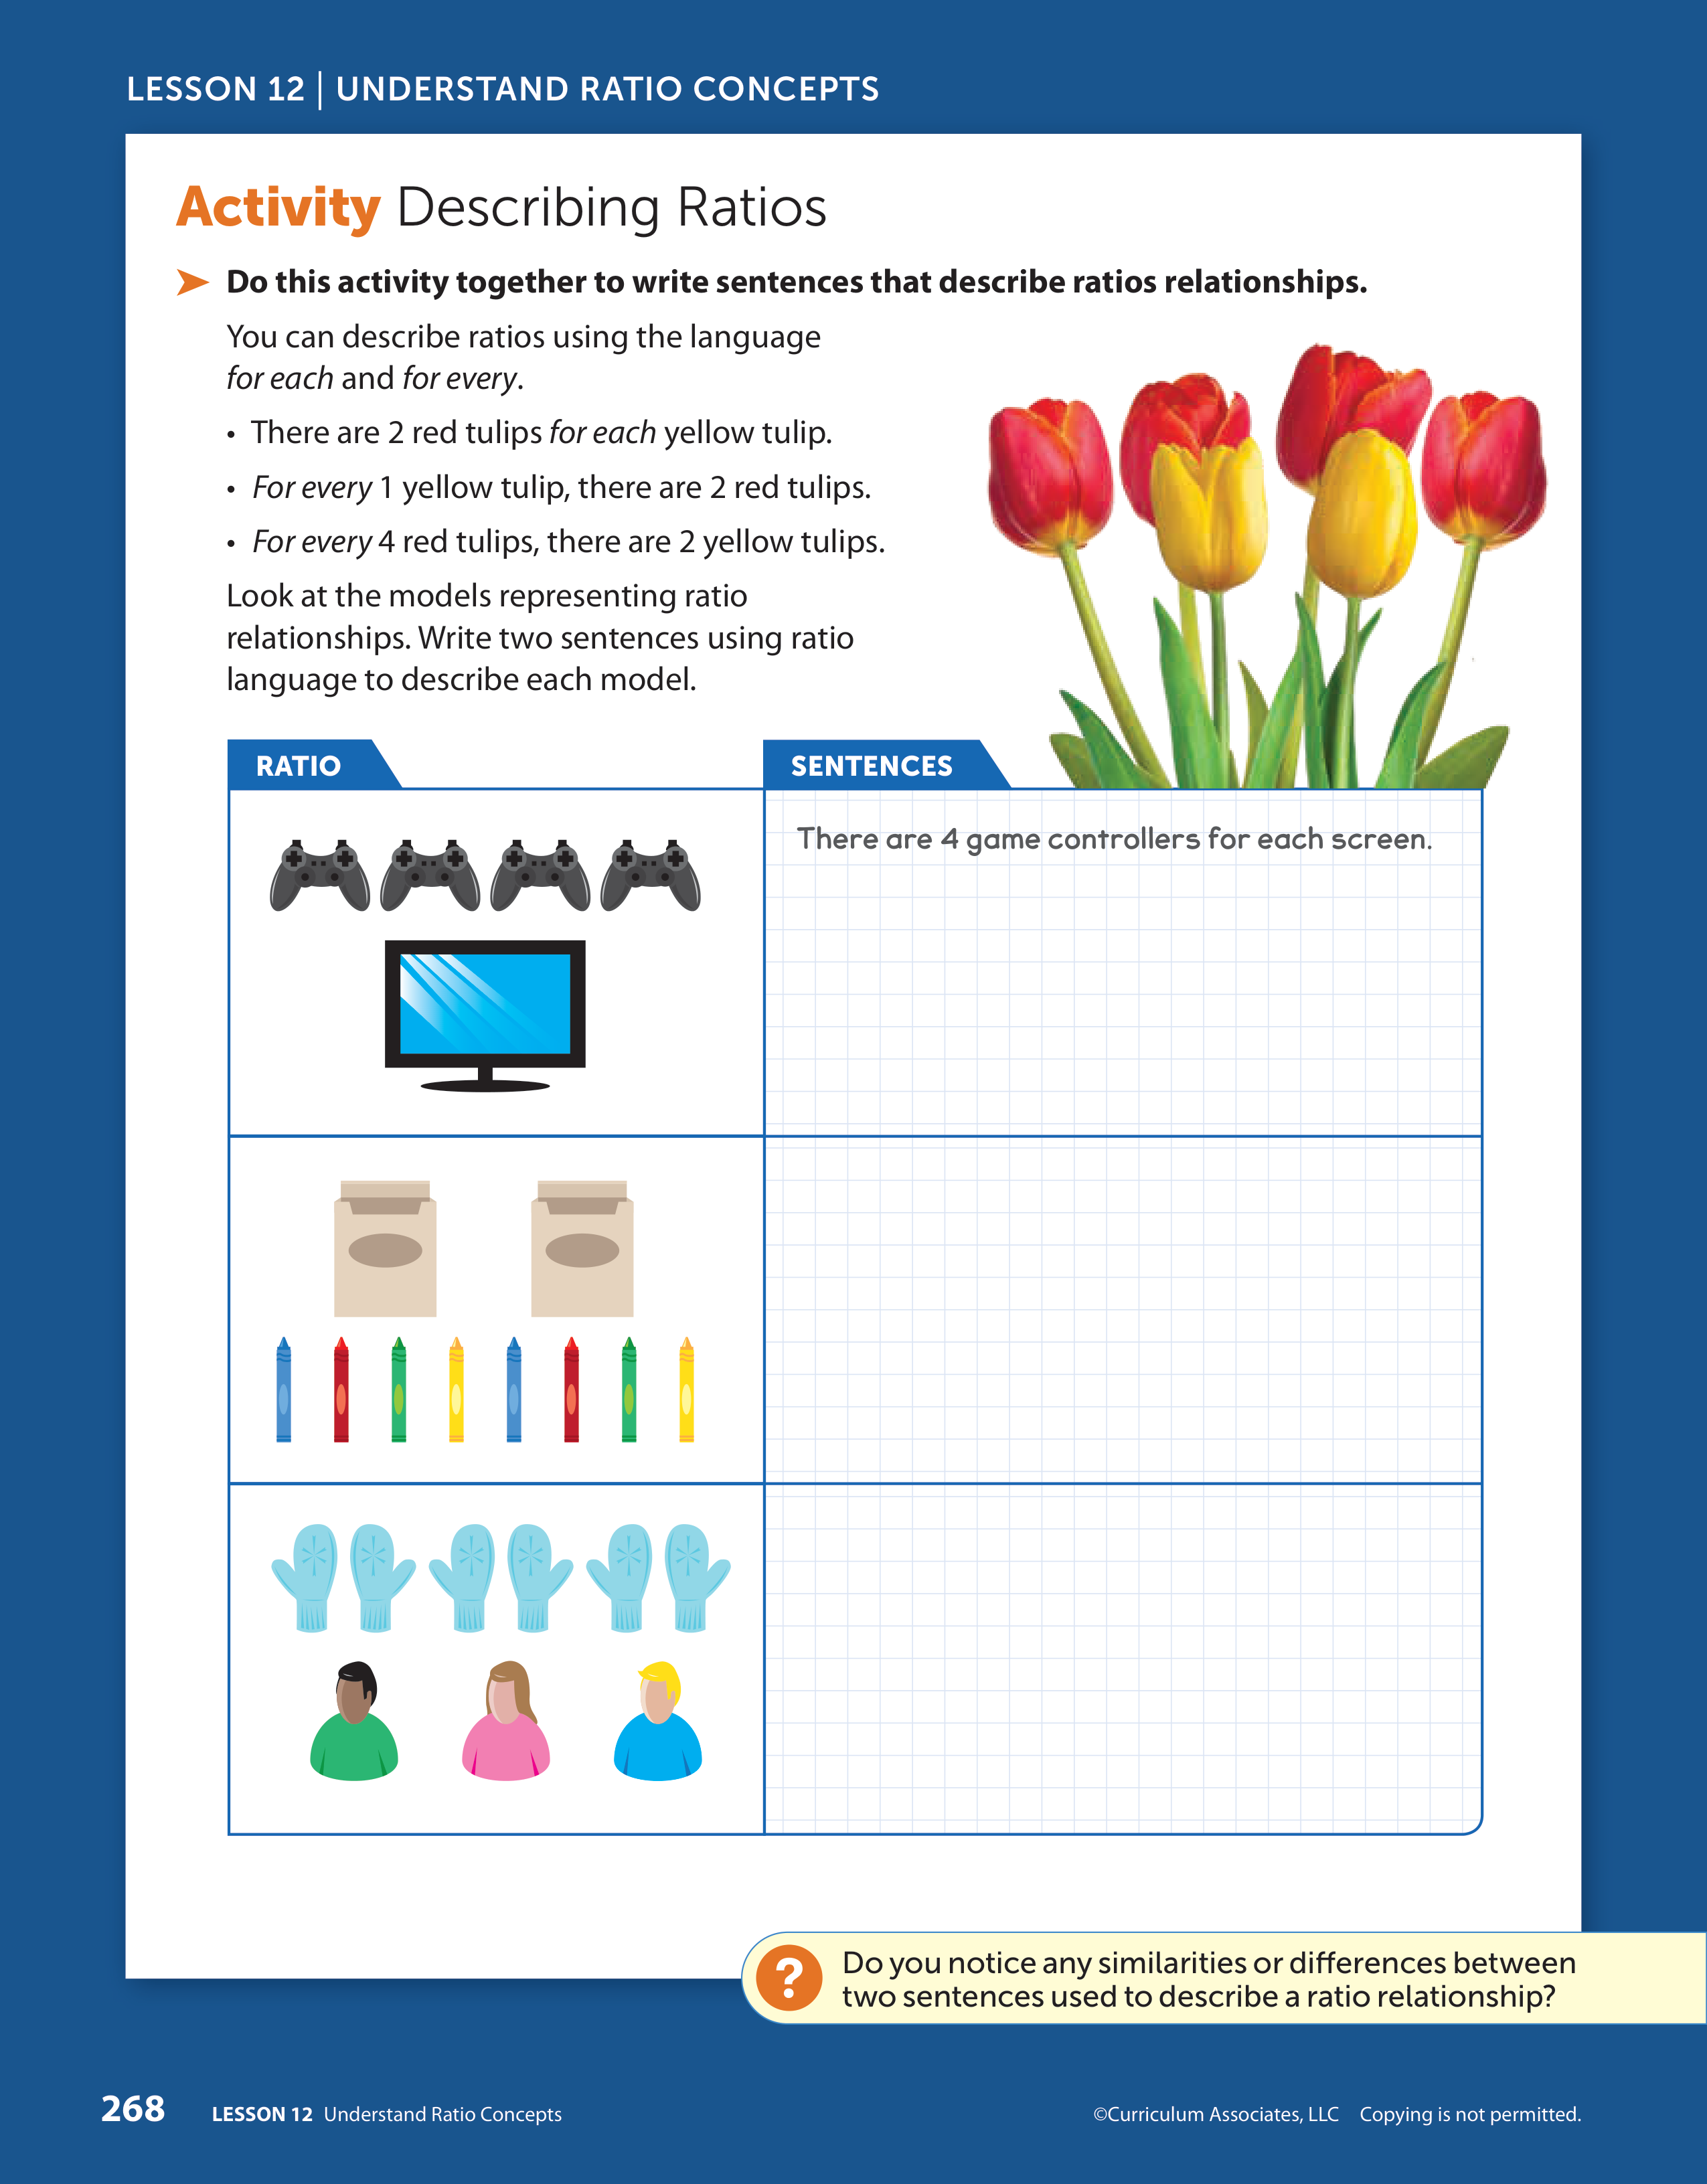 LESSON 12 | UNDERSTAND RATIO CONCEPTS
Activity Describing Ratios
Do this activity together to write sentences that describe ratios relationships.
You can describe ratios using the language
for each and for every.
• There are 2 red tulips for each yellow tulip.
• For every 1 yellow tulip, there are 2 red tulips.
• For every 4 red tulips, there are 2 yellow tulips.
Look at the models representing ratio
relationships. Write two sentences using ratio
language to describe each model.
RATIO
SENTENCES
There are 4 game controllers for each screen.
?
Do you notice any similarities or differences between
two sentences used to describe a ratio relationship?
268 LESSON 12 Understand Ratio Concepts
©Curriculum Associates, LLC Copying is not permitted.